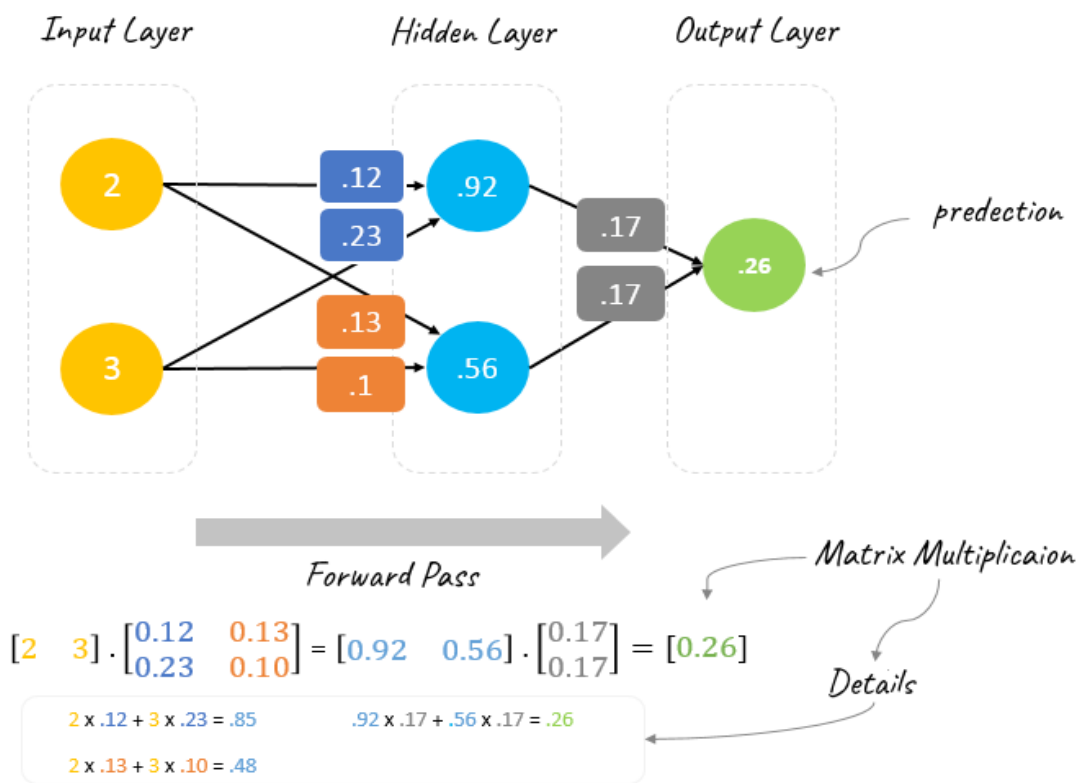 Input Layer
Hidden Layer
Output Layer
2
.12
.92
.23
.17
predection
.26
.17
.13
3
.1
.56
Forward Pass
Matrix Multiplicaion
[2 3] . [0.12 0.13
0.23 0.10] = [0.92 0.56] . [0.17
0.17] = [0.26]
Details
2 x .12 + 3 x .23 = .85
.92 x .17 + .56 x .17 = .26
2 x .13 + 3 x .10 = .48